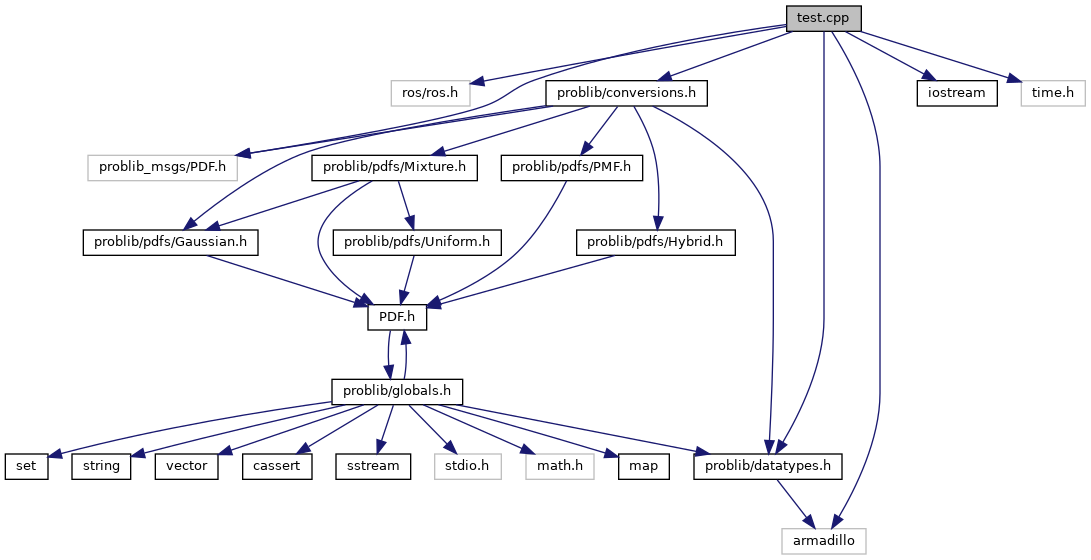 test.cpp
ros/ros.h
problib/conversions.h
iostream
time.h
problib_msgs/PDF.h
problib/pdfs/Mixture.h
problib/pdfs/PMF.h
problib/pdfs/Gaussian.h
problib/pdfs/Uniform.h
problib/pdfs/Hybrid.h
PDF.h
problib/globals.h
set
string
vector
cassert
sstream
stdio.h
math.h
map
problib/datatypes.h
armadillo